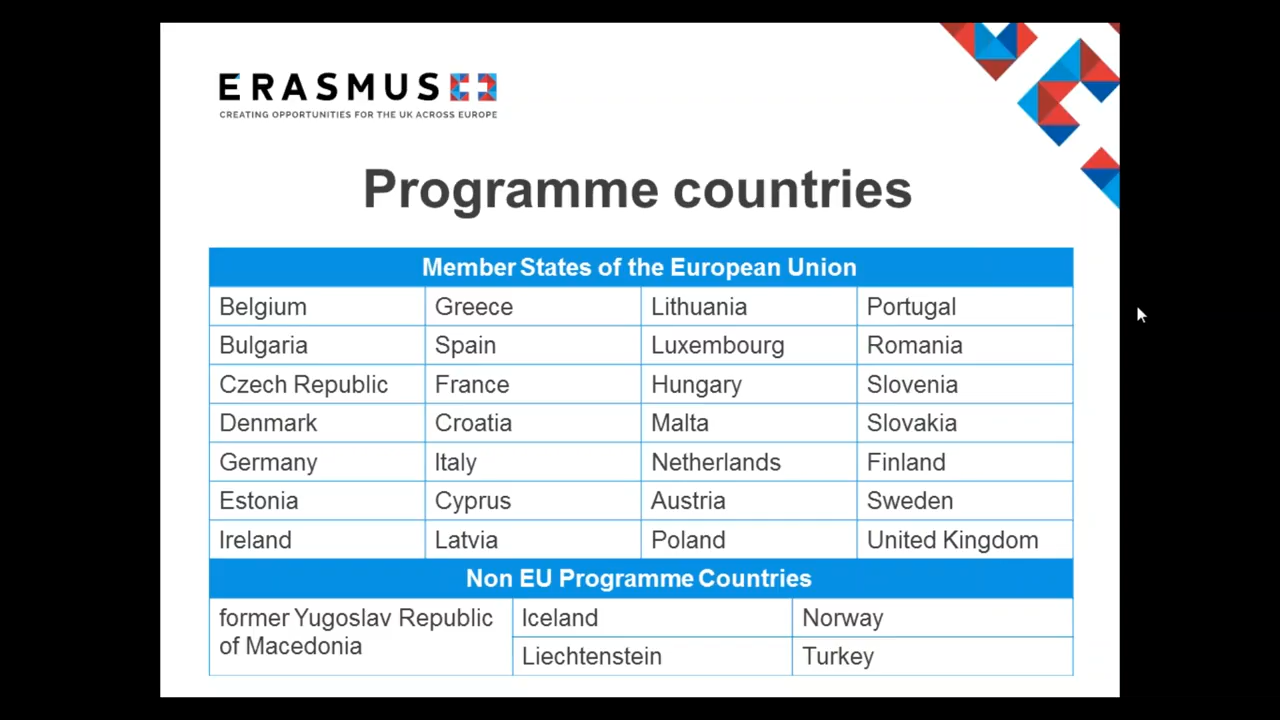 ERASMUS+
CREATING OPPORTUNITIES FOR THE UK ACROSS EUROPE
Programme countries
Member States of the European Union
Belgium Greece Lithuania Portugal
Bulgaria Spain Luxembourg Romania
Czech Republic France Hungary Slovenia
Denmark Croatia Malta Slovakia
Germany Italy Netherlands Finland
Estonia Cyprus Austria Sweden
Ireland Latvia Poland United Kingdom
Non EU Programme Countries
former Yugoslav Republic Iceland Norway
of Macedonia Liechtenstein Turkey